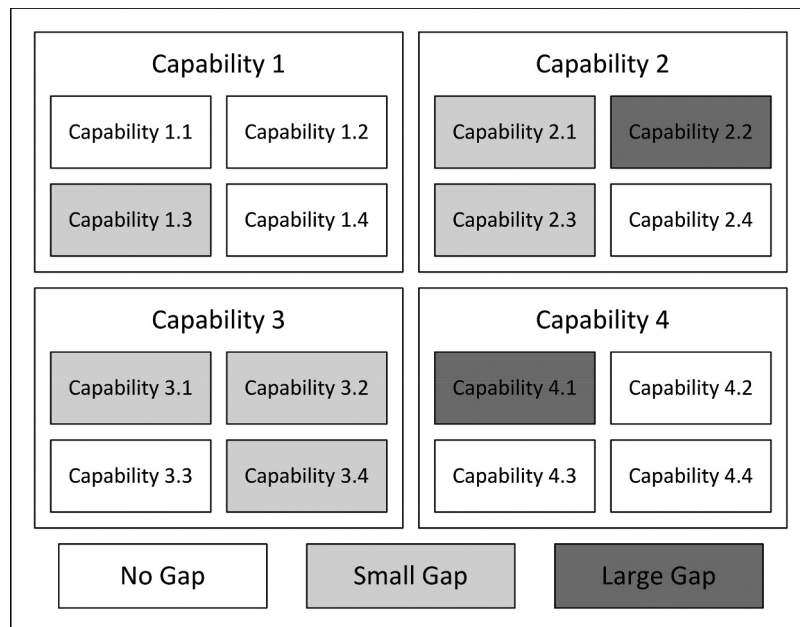 Capability 1
Capability 1.1
Capability 1.2
Capability 1.3
Capability 1.4
Capability 2
Capability 2.1
Capability 2.2
Capability 2.3
Capability 2.4
Capability 3
Capability 3.1
Capability 3.2
Capability 3.3
Capability 3.4
Capability 4
Capability 4.1
Capability 4.2
Capability 4.3
Capability 4.4
No Gap
Small Gap
Large Gap